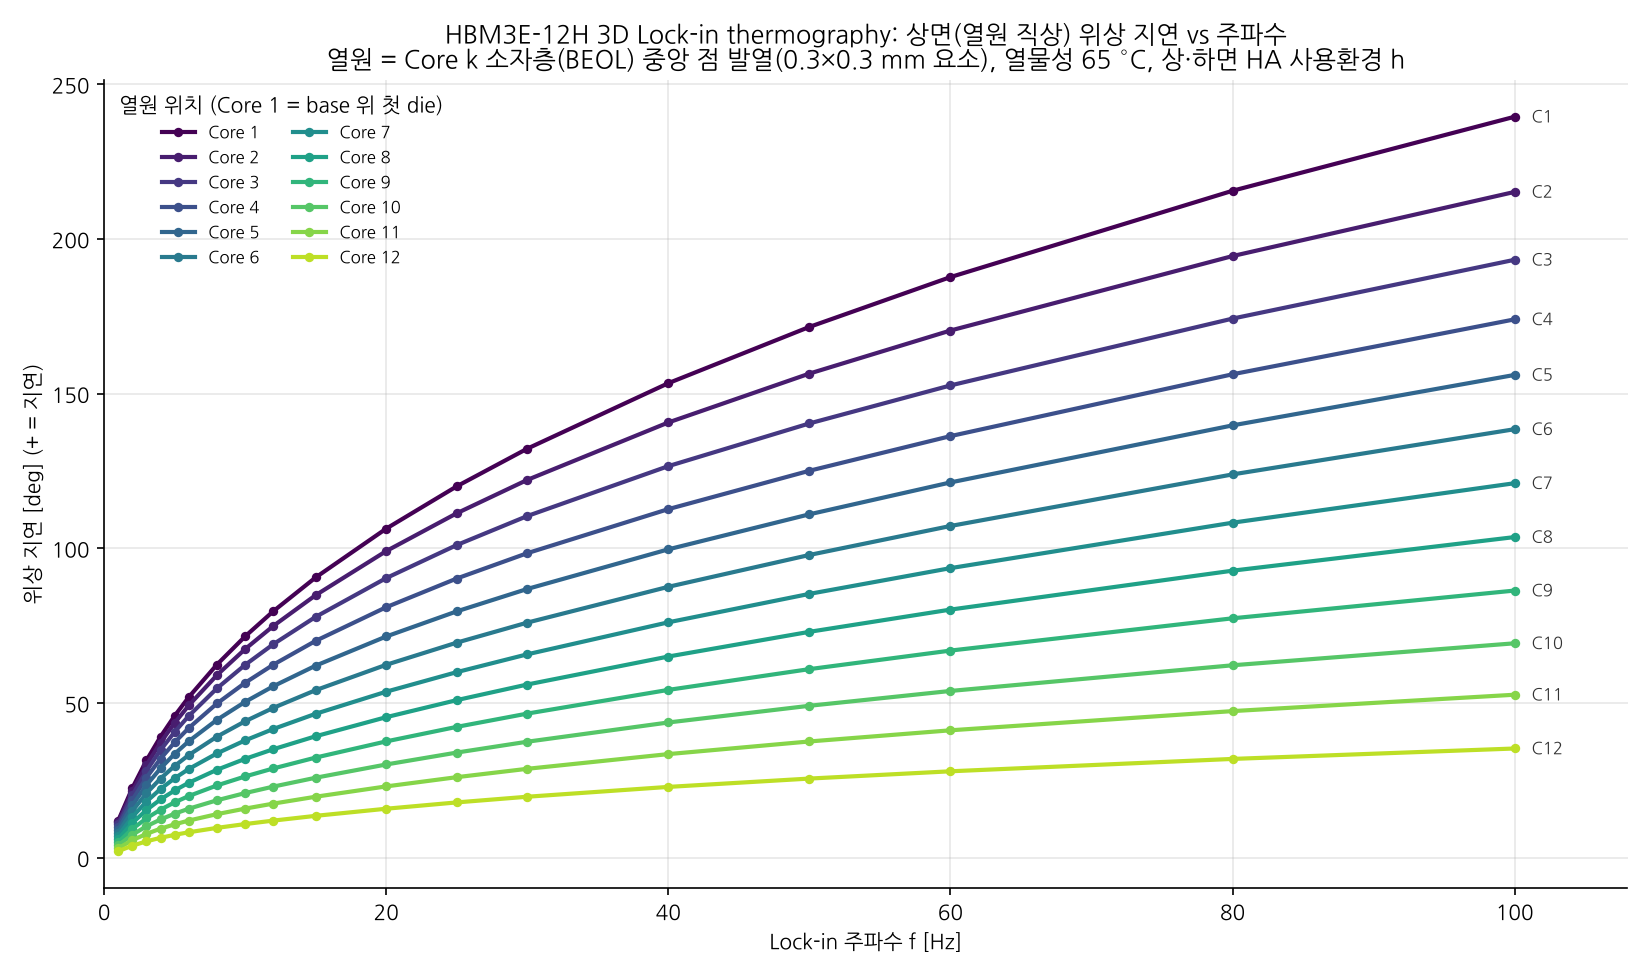 HBM3E-12H 3D Lock-in thermography: 상면(열원 직상) 위상 지연 vs 주파수
열원 = Core k 소자층(BEOL) 중앙 점 발열(0.3×0.3 mm 요소), 열물성 65 °C, 상·하면 HA 사용환경 h
열원 위치 (Core 1 = base 위 첫 die)
Core 1
Core 2
Core 3
Core 4
Core 5
Core 6
Core 7
Core 8
Core 9
Core 10
Core 11
Core 12
C1
C2
C3
C4
C5
C6
C7
C8
C9
C10
C11
C12
위상 지연 [deg] (+ = 지연)
250
200
150
100
50
0
0 20 40 60 80 100
Lock-in 주파수 f [Hz]